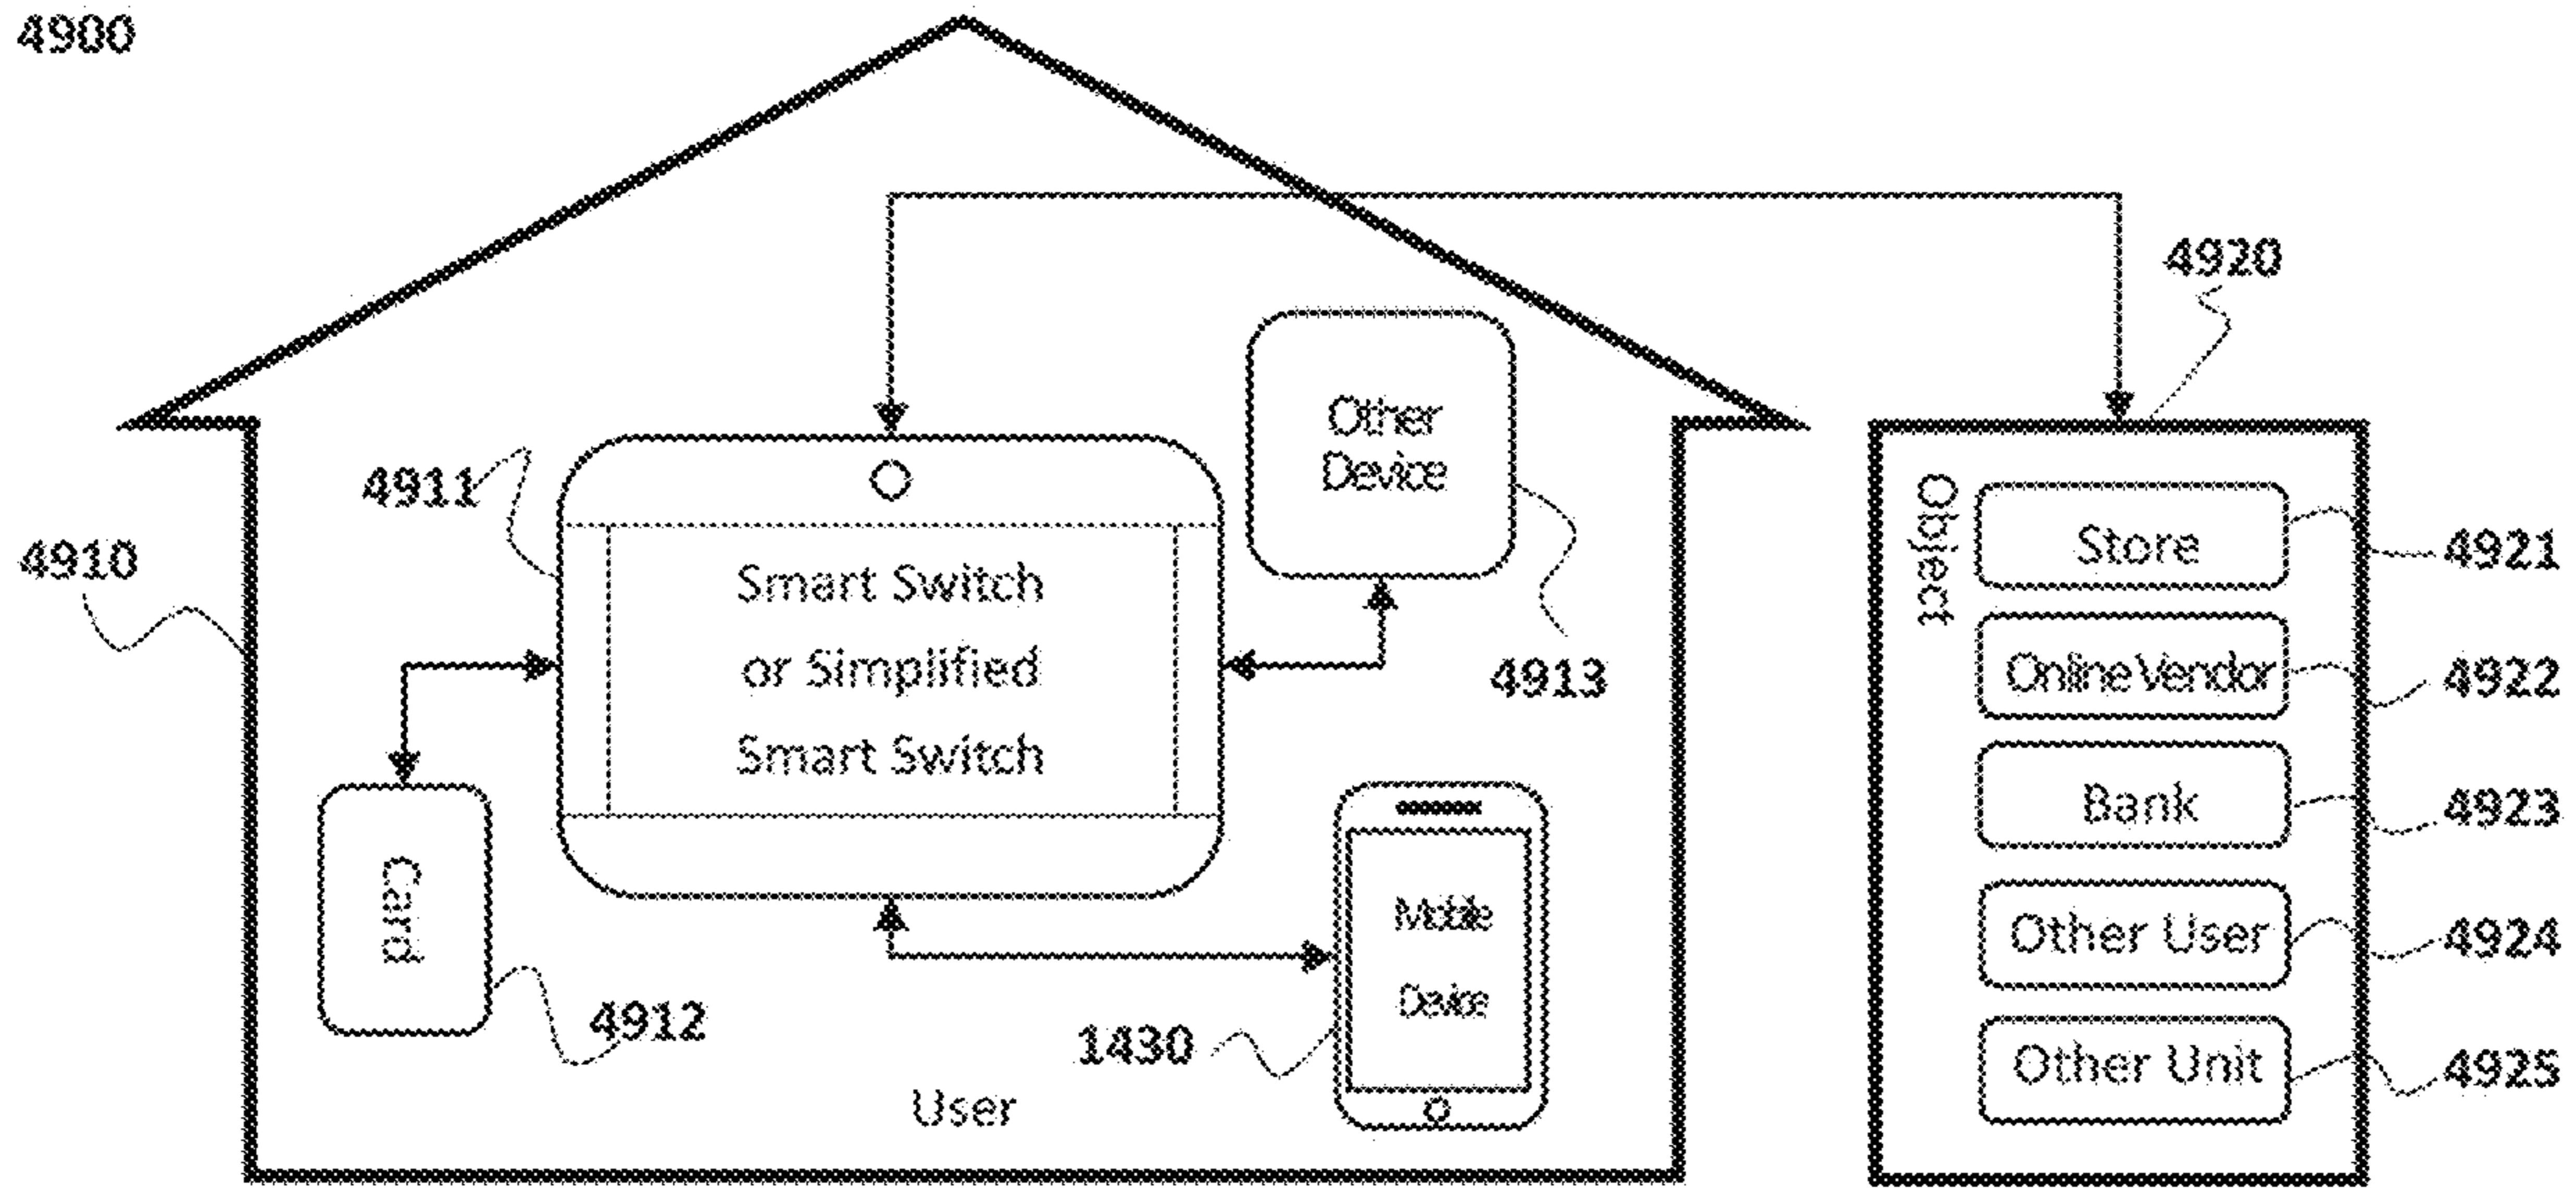 4900
4920
Other
Device
4911
Object
Store
4921
4910
Smart Switch
or Simplified
Smart Switch
4913
Online Vendor
4922
Bank
4923
Card
Mobile
Device
Other User
4924
4912
1430
Other Unit
4925
User